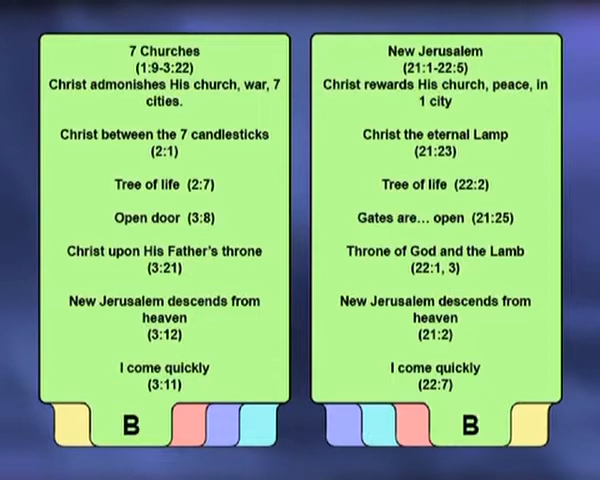 7 Churches
(1:9-3:22)
Christ admonishes His church, war, 7
cities.
Christ between the 7 candlesticks
(2:1)
Tree of life (2:7)
Open door (3:8)
Christ upon His Father's throne
(3:21)
New Jerusalem descends from
heaven
(3:12)
I come quickly
(3:11)
B
New Jerusalem
(21:1-22:5)
Christ rewards His church, peace, in
1 city
Christ the eternal Lamp
(21:23)
Tree of life (22:2)
Gates are... open (21:25)
Throne of God and the Lamb
(22:1, 3)
New Jerusalem descends from
heaven
(21:2)
I come quickly
(22:7)
B